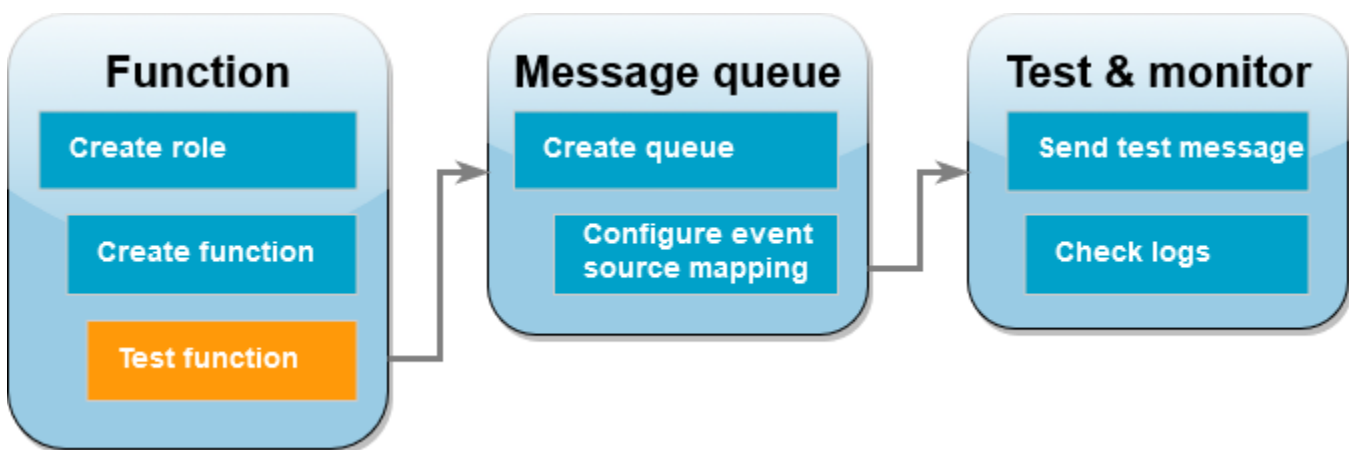 Function
Create role
Create function
Test function
Message queue
Create queue
Configure event
source mapping
Test & monitor
Send test message
Check logs